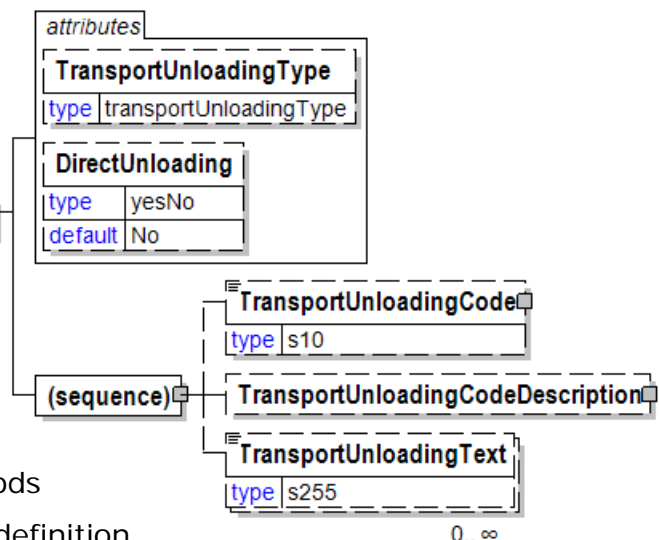 attributes
TransportUnloadingType
type transportUnloadingType
DirectUnloading
type yesNo
default No
TransportUnloadingCode
type s10
(sequence)
TransportUnloadingCodeDescription
TransportUnloadingText
type s255
ods
definition
0..∞